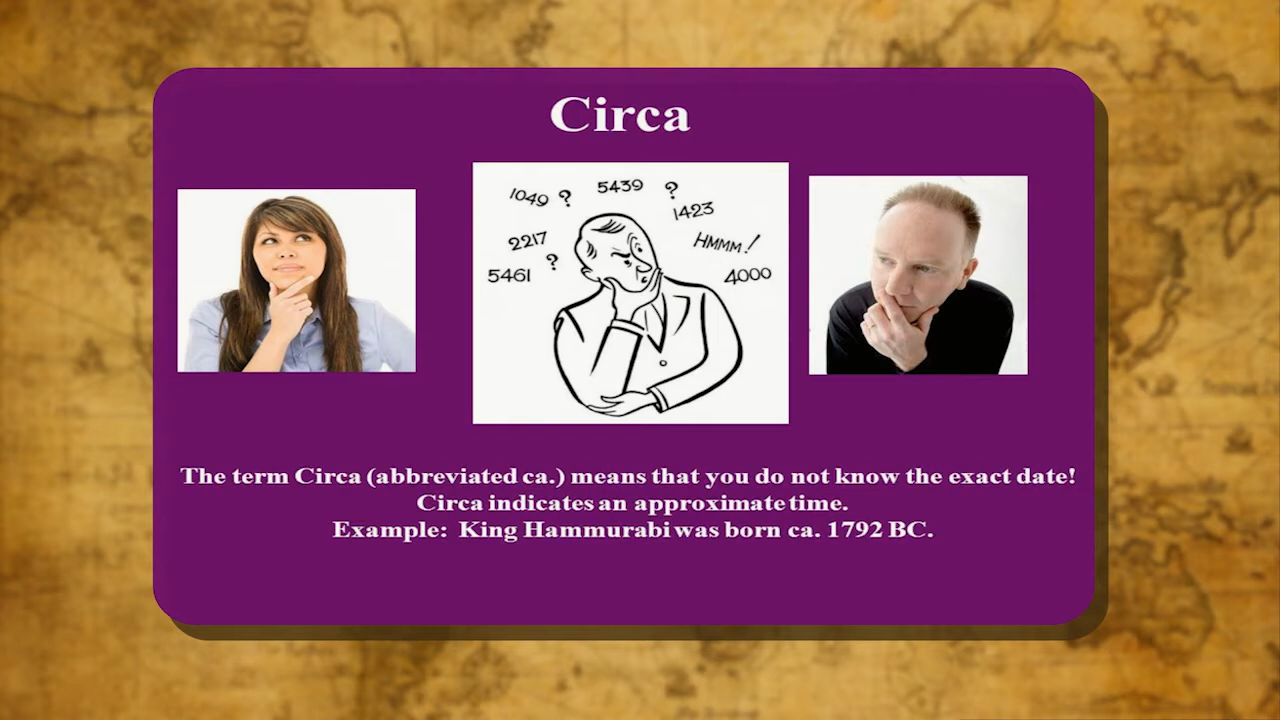 Circa
1049 ? 5439 ?
1423
2217
HMMM!
?
5461
4000
The term Circa (abbreviated ca.) means that you do not know the exact date!
Circa indicates an approximate time.
Example: King Hammurabi was born ca. 1792 BC.